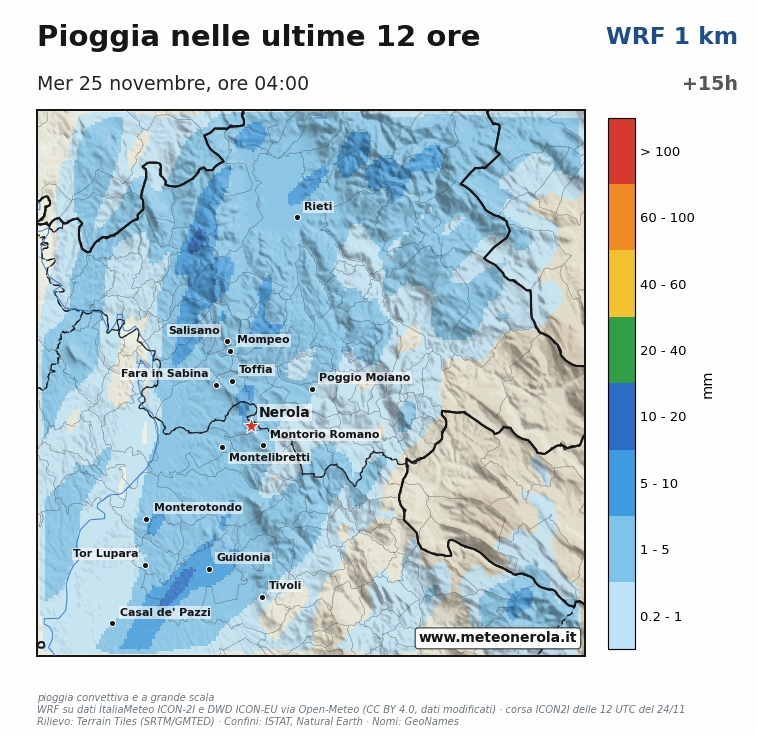 Pioggia nelle ultime 12 ore
WRF 1 km
Mer 25 novembre, ore 04:00
+15h
> 100
60 - 100
40 - 60
20 - 40
10 - 20
5 - 10
1 - 5
0.2 - 1
mm
Rieti
Salisano
Mompeo
Toffia
Fara in Sabina
Poggio Moiano
Nerola
Montorio Romano
Montelibretti
Monterotondo
Tor Lupara
Guidonia
Tivoli
Casal de' Pazzi
www.meteonerola.it
pioggia convettiva e a grande scala
WRF su dati ItaliaMeteo ICON-2I e DWD ICON-EU via Open-Meteo (CC BY 4.0, dati modificati) · corsa ICON2I delle 12 UTC del 24/11
Rilievo: Terrain Tiles (SRTM/GMTED) · Confini: ISTAT, Natural Earth · Nomi: GeoNames